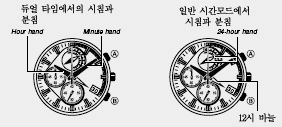 듀얼 타임에서의 시침과
분침
Hour hand
Minute hand
A
B
일반 시간모드에서
시침과 분침
24-hour hand
A
B
12시 바늘